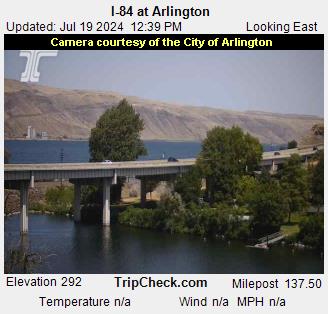 I-84 at Arlington
Updated: Jul 19 2024 12:39 PM Looking East
Camera courtesy of the City of Arlington
Elevation 292 TripCheck.com Milepost 137.50
Temperature n/a Wind n/a MPH n/a